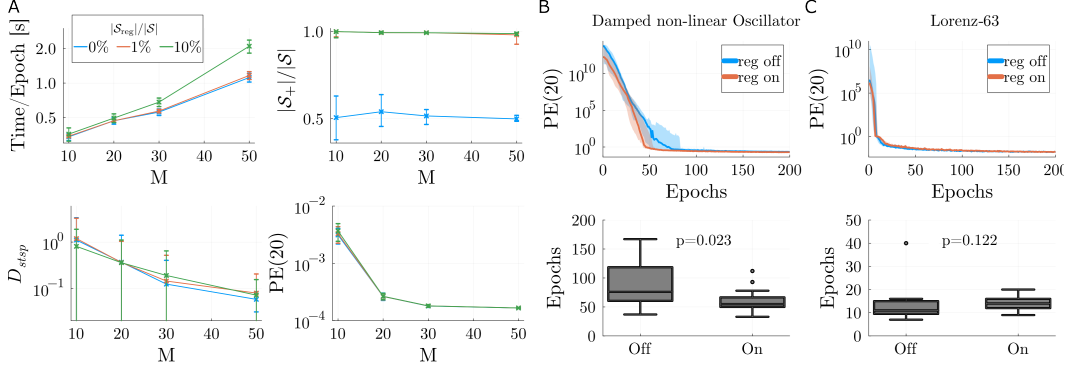 A
|𝒮reg|/|𝒮|
0% 1% 10%
Time/Epoch [s]
2.0
1.0
0.5
10 20 30 40 50
M
|𝒮+|/|𝒮|
1.0
0.5
10 20 30 40 50
M
Dstsp
10^0
10^−1
10 20 30 40 50
M
PE(20)
10^−2
10^−3
10^−4
10 20 30 40 50
M
B
Damped non-linear Oscillator
reg off
reg on
PE(20)
10^10
10^5
10^0
0 50 100 150 200
Epochs
p=0.023
Epochs
200
150
100
50
0
Off On
C
Lorenz-63
reg off
reg on
PE(20)
10^10
10^5
10^0
0 50 100 150 200
Epochs
p=0.122
Epochs
50
40
30
20
10
0
Off On